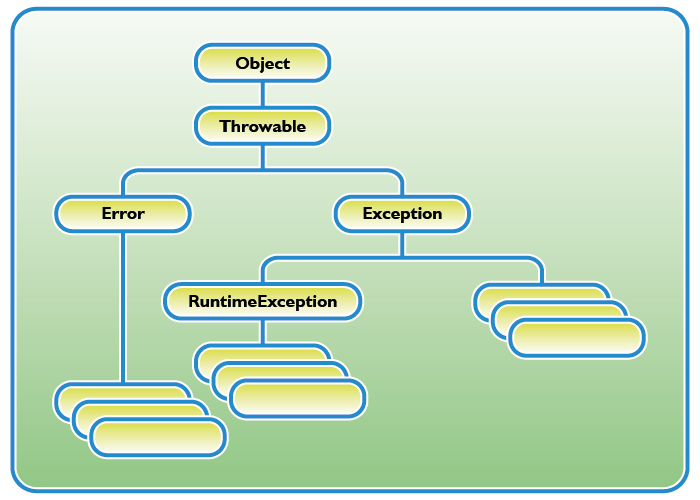 Object
Throwable
Error
Exception
RuntimeException